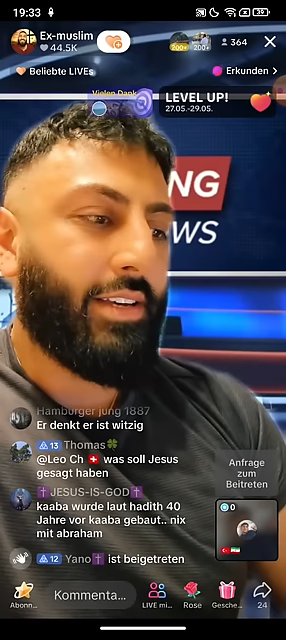 19:33
39
Ex-muslim
44.5K
200+
200+
364
Beliebte LIVEs
Erkunden >
Vielen Dank
LEVEL UP!
27.05.-29.05.
NG
WS
Hamburger jung 1887
Er denkt er ist witzig
13 Thomas🍀
@Leo Ch 🇨🇭 was soll Jesus
gesagt haben
✝️JESUS-IS-GOD✝️
kaaba wurde laut hadith 40
Jahre vor kaaba gebaut.. nix
mit abraham
12 Yano✝️ ist beigetreten
Anfrage
zum
Beitreten
0
Abonn...
Kommenta...
LIVE mi...
Rose
Gesche...
24